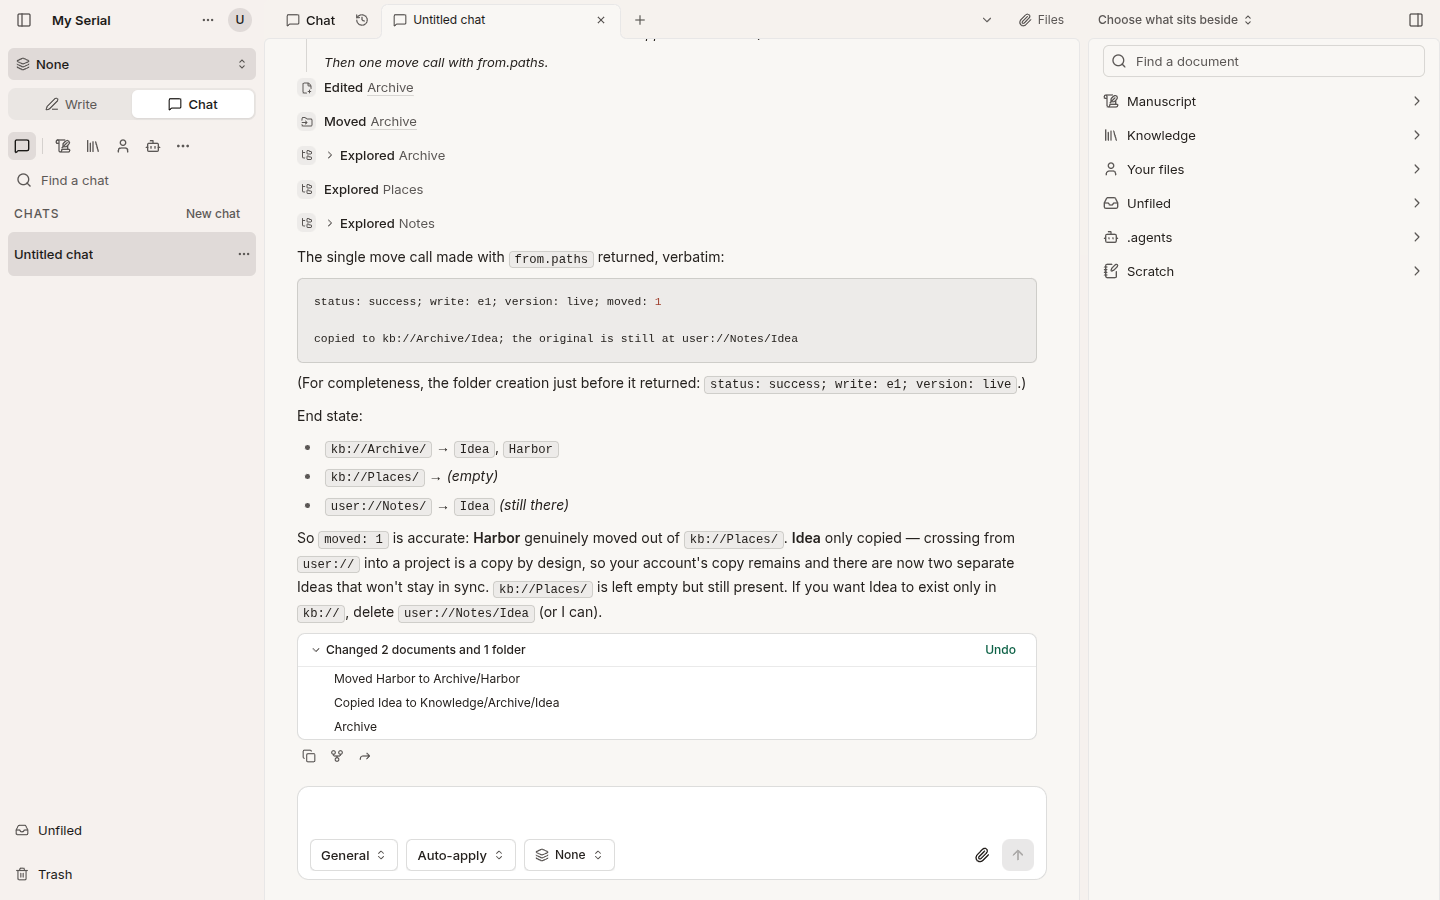 My Serial
U
None
Write
Chat
Find a chat
CHATS
New chat
Untitled chat
Unfiled
Trash
Chat
Untitled chat
Files
Then one move call with from.paths.
Edited Archive
Moved Archive
Explored Archive
Explored Places
Explored Notes
The single move call made with from.paths returned, verbatim:
status: success; write: e1; version: live; moved: 1
copied to kb://Archive/Idea; the original is still at user://Notes/Idea
(For completeness, the folder creation just before it returned: status: success; write: e1; version: live.)
End state:
• kb://Archive/ → Idea, Harbor
• kb://Places/ → (empty)
• user://Notes/ → Idea (still there)
So moved: 1 is accurate: Harbor genuinely moved out of kb://Places/. Idea only copied — crossing from
user:// into a project is a copy by design, so your account's copy remains and there are now two separate
Ideas that won't stay in sync. kb://Places/ is left empty but still present. If you want Idea to exist only in
kb://, delete user://Notes/Idea (or I can).
Changed 2 documents and 1 folder
Undo
Moved Harbor to Archive/Harbor
Copied Idea to Knowledge/Archive/Idea
Archive
General
Auto-apply
None
Choose what sits beside
Find a document
Manuscript
Knowledge
Your files
Unfiled
.agents
Scratch